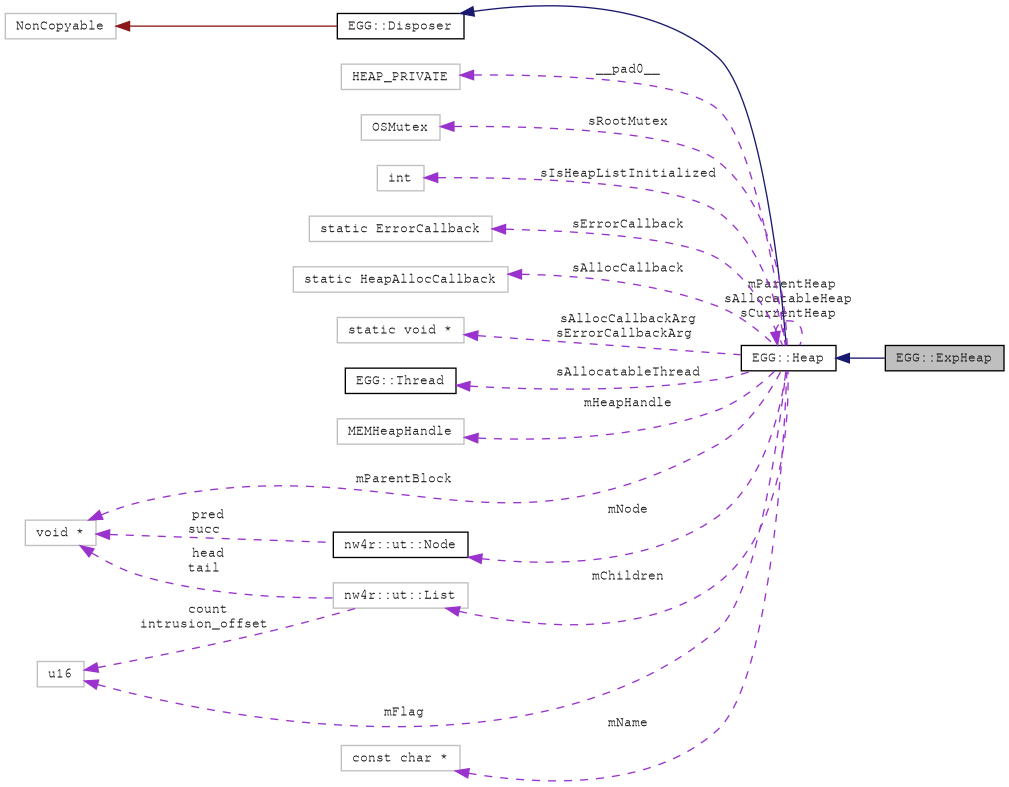 NonCopyable
EGG::Disposer
HEAP_PRIVATE
__pad0__
OSMutex
sRootMutex
int
sIsHeapListInitialized
static ErrorCallback
sErrorCallback
static HeapAllocCallback
sAllocCallback
mParentHeap
sAllocatableHeap
sCurrentHeap
static void *
sAllocCallbackArg
sErrorCallbackArg
EGG::Heap
EGG::ExpHeap
EGG::Thread
sAllocatableThread
mHeapHandle
MEMHeapHandle
mParentBlock
mNode
void *
pred
succ
nw4r::ut::Node
head
tail
mChildren
nw4r::ut::List
count
intrusion_offset
u16
mFlag
mName
const char *